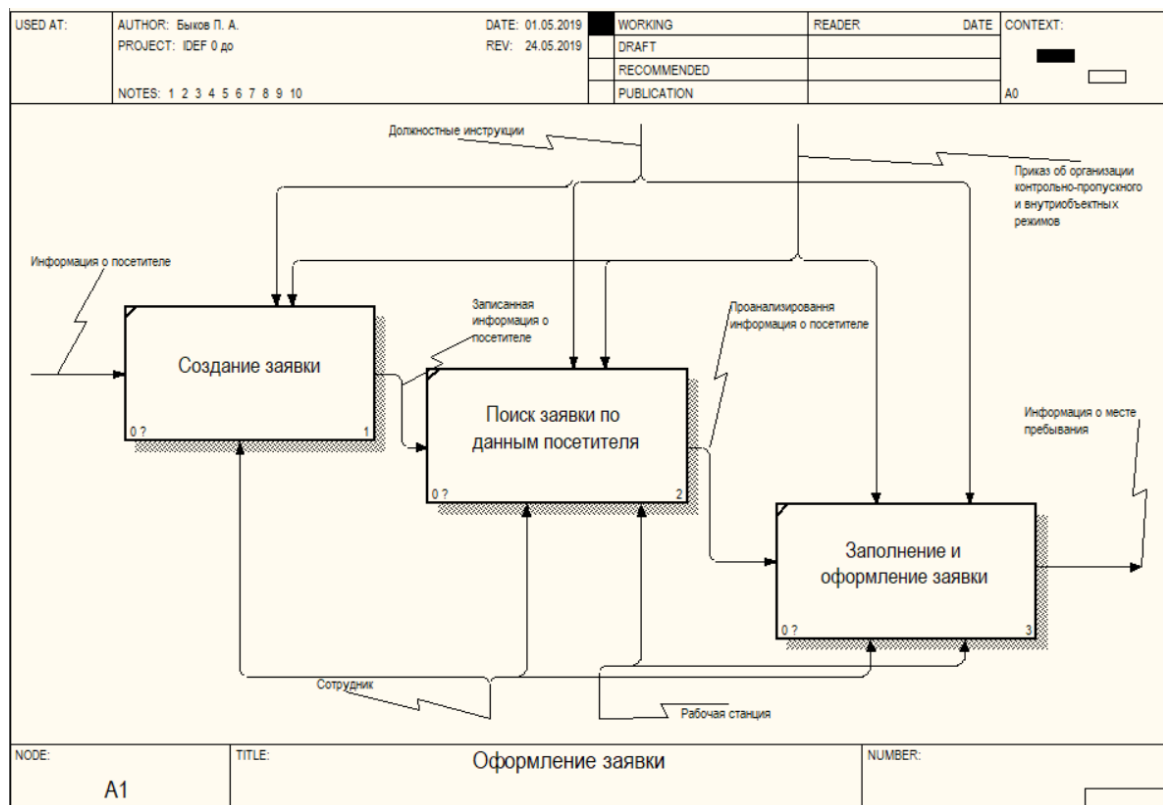 USED AT:
AUTHOR: Быков П. А.
DATE: 01.05.2019
PROJECT: IDEF 0 до
REV: 24.05.2019
NOTES: 1 2 3 4 5 6 7 8 9 10
WORKING
DRAFT
RECOMMENDED
PUBLICATION
READER
DATE
CONTEXT:
A0
Должностные инструкции
Приказ об организации
контрольно-пропускного
и внутриобъектных
режимов
Информация о посетителе
Записанная
информация о
посетителе
Проанализировання
информация о посетителе
Создание заявки
0 ?
1
Поиск заявки по
данным посетителя
0 ?
2
Информация о месте
пребывания
Заполнение и
оформление заявки
0 ?
3
Сотрудник
Рабочая станция
NODE:
A1
TITLE:
Оформление заявки
NUMBER: